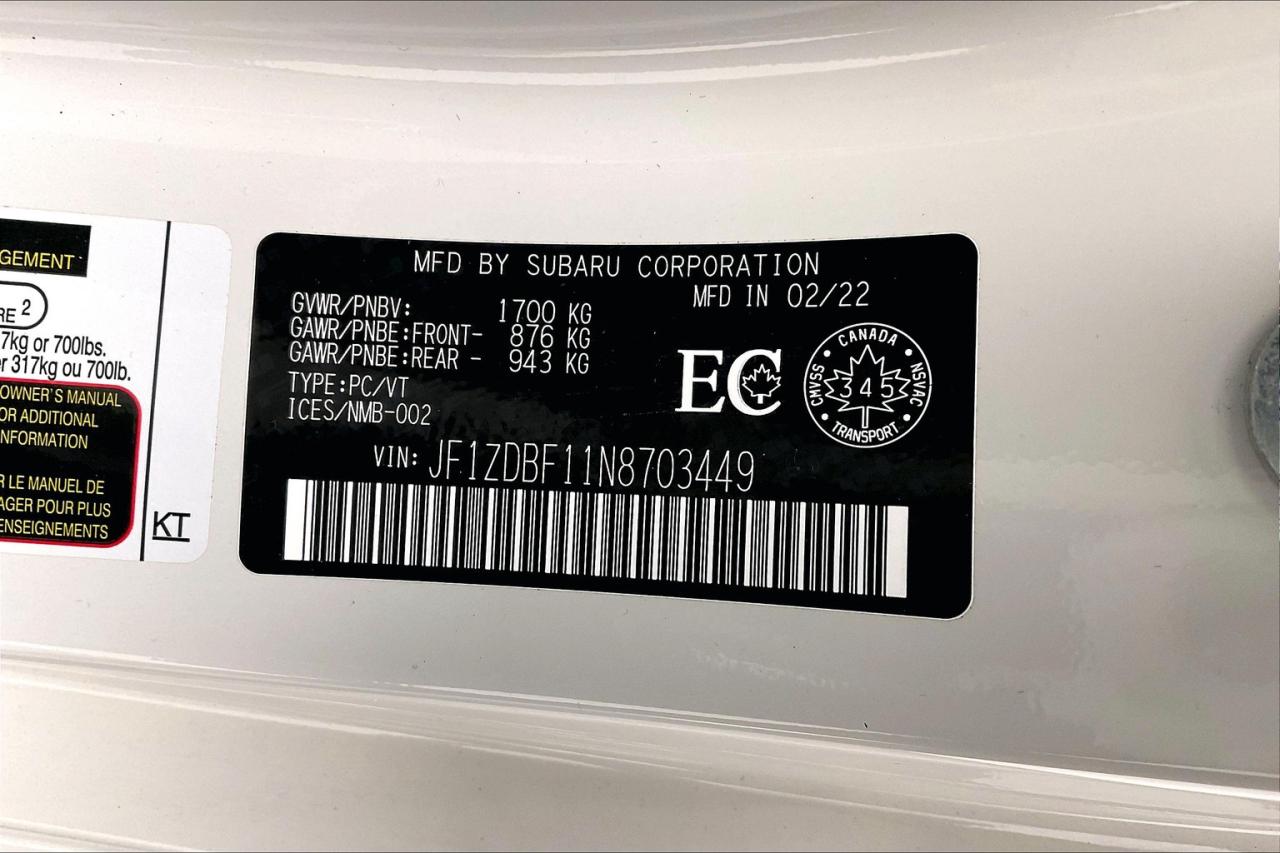 GEMENT
RE 2
7kg or 700lbs.
r 317kg ou 700lb.
OWNER'S MANUAL
OR ADDITIONAL
NFORMATION
R LE MANUEL DE
AGER POUR PLUS
ENSEIGNEMENTS
KT
MFD BY SUBARU CORPORATION
MFD IN 02/22
GVWR/PNBV: 1700 KG
GAWR/PNBE:FRONT- 876 KG
GAWR/PNBE:REAR - 943 KG
TYPE:PC/VT
ICES/NMB-002
EC
CANADA
CMVSS 345 NSVAC
TRANSPORT
VIN: JF1ZDBF11N8703449